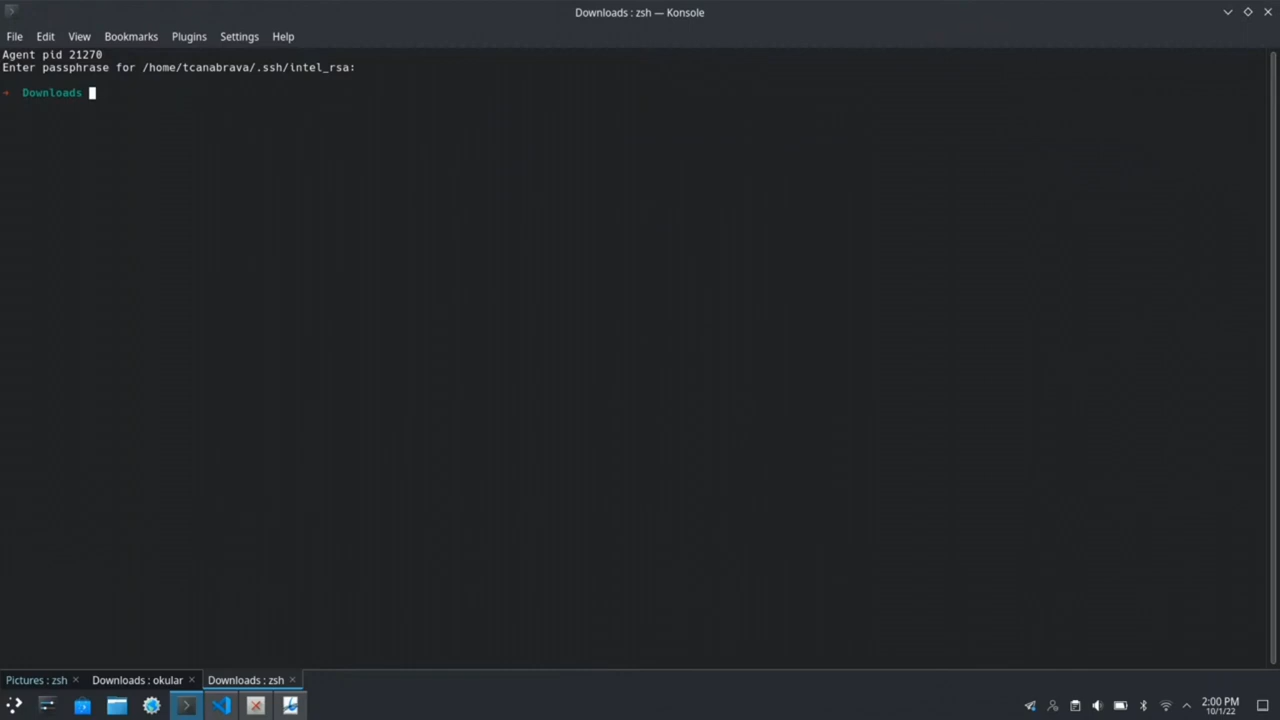 Downloads : zsh — Konsole
File Edit View Bookmarks Plugins Settings Help
Agent pid 21270
Enter passphrase for /home/tcanabrava/.ssh/intel_rsa:
➜ Downloads
Pictures : zsh × Downloads : okular × Downloads : zsh ×
2:00 PM
10/1/22